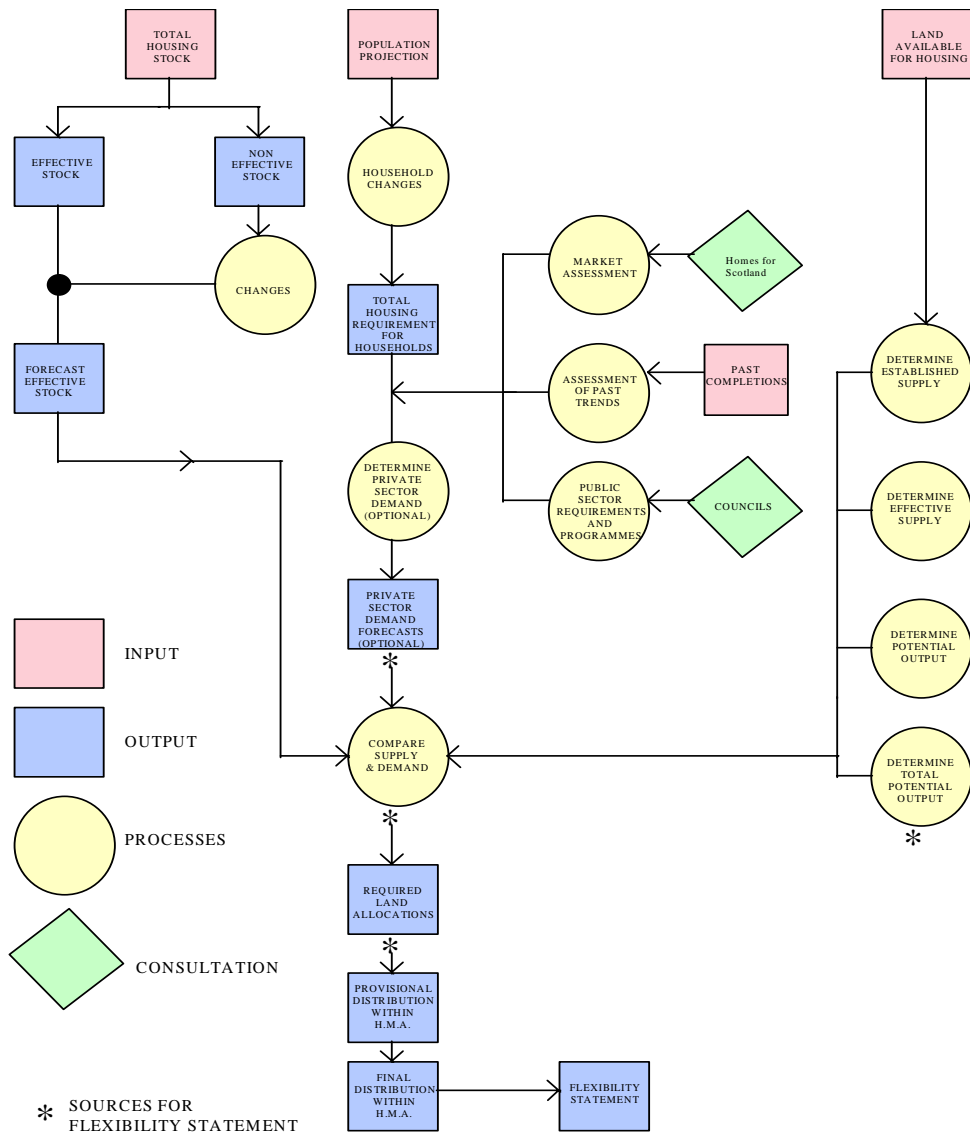 TOTAL
HOUSING
STOCK
POPULATION
PROJECTION
LAND
AVAILABLE
FOR HOUSING
EFFECTIVE
STOCK
NON
EFFECTIVE
STOCK
HOUSEHOLD
CHANGES
MARKET
ASSESSMENT
Homes for
Scotland
CHANGES
TOTAL
HOUSING
REQUIREMENT
FOR
HOUSEHOLDS
FORECAST
EFFECTIVE
STOCK
ASSESSMENT
OF PAST
TRENDS
PAST
COMPLETIONS
DETERMINE
ESTABLISHED
SUPPLY
DETERMINE
PRIVATE
SECTOR
DEMAND
(OPTIONAL)
PUBLIC
SECTOR
REQUIREMENTS
AND
PROGRAMMES
COUNCILS
DETERMINE
EFFECTIVE
SUPPLY
PRIVATE
SECTOR
DEMAND
FORECASTS
(OPTIONAL)
*
DETERMINE
POTENTIAL
OUTPUT
INPUT
OUTPUT
COMPARE
SUPPLY
& DEMAND
*
DETERMINE
TOTAL
POTENTIAL
OUTPUT
*
PROCESSES
REQUIRED
LAND
ALLOCATIONS
*
CONSULTATION
PROVISIONAL
DISTRIBUTION
WITHIN
H.M.A.
FINAL
DISTRIBUTION
WITHIN
H.M.A.
FLEXIBILITY
STATEMENT
* SOURCES FOR
FLEXIBILITY STATEMENT